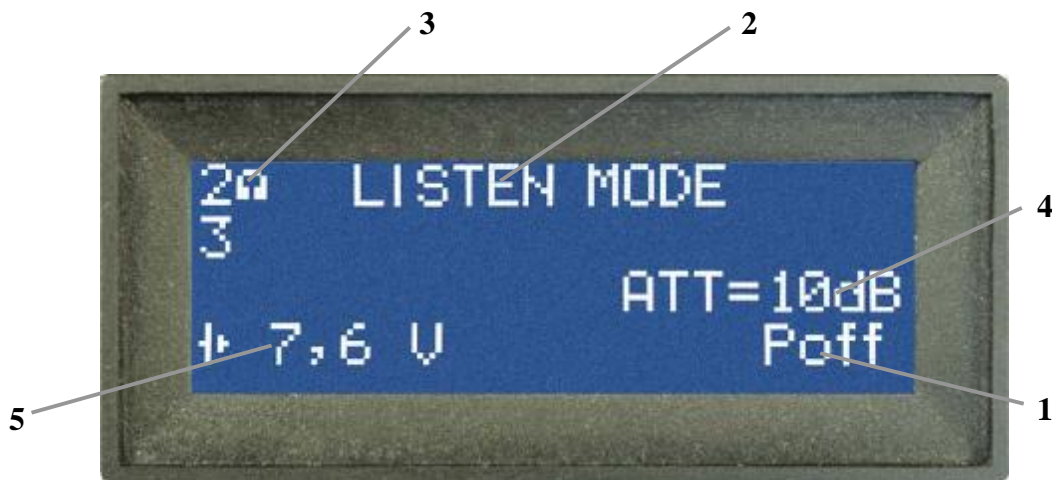 3 2
2 LISTEN MODE
3
4
ATT=10dB
7,6 V Poff
5 1